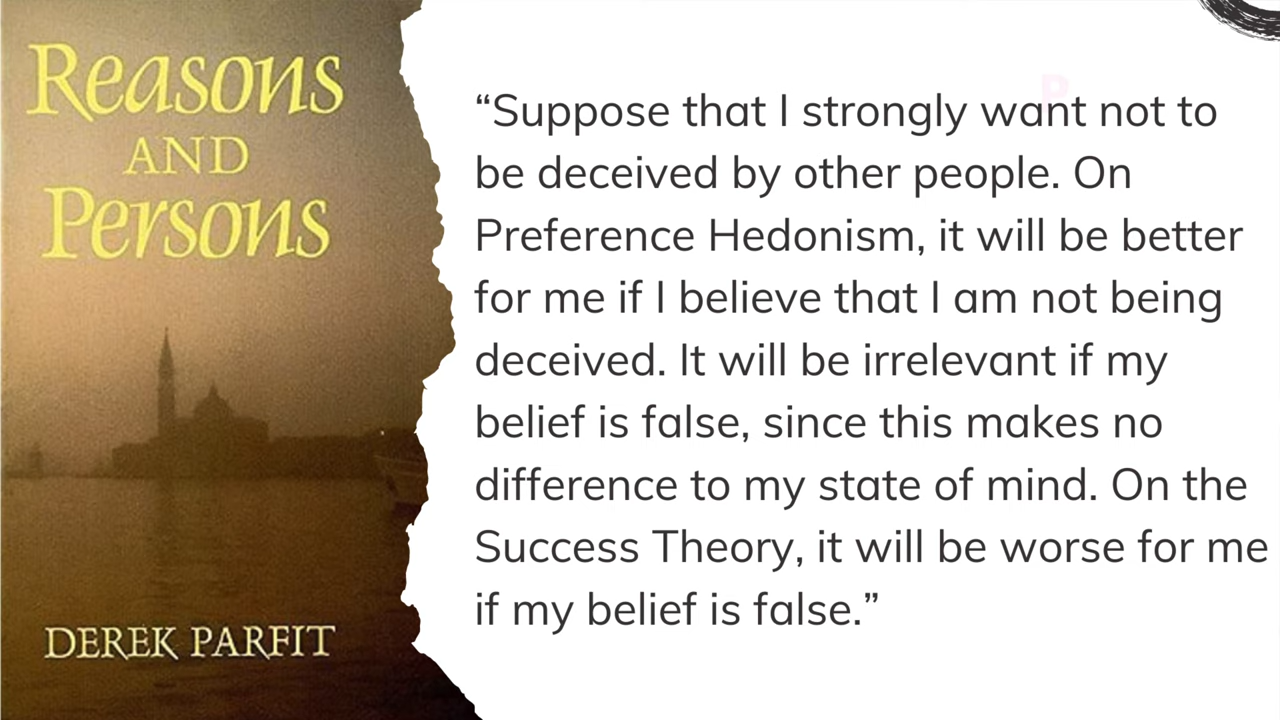 Reasons
AND
Persons
DEREK PARFIT
“Suppose that I strongly want not to
be deceived by other people. On
Preference Hedonism, it will be better
for me if I believe that I am not being
deceived. It will be irrelevant if my
belief is false, since this makes no
difference to my state of mind. On the
Success Theory, it will be worse for me
if my belief is false.”
P